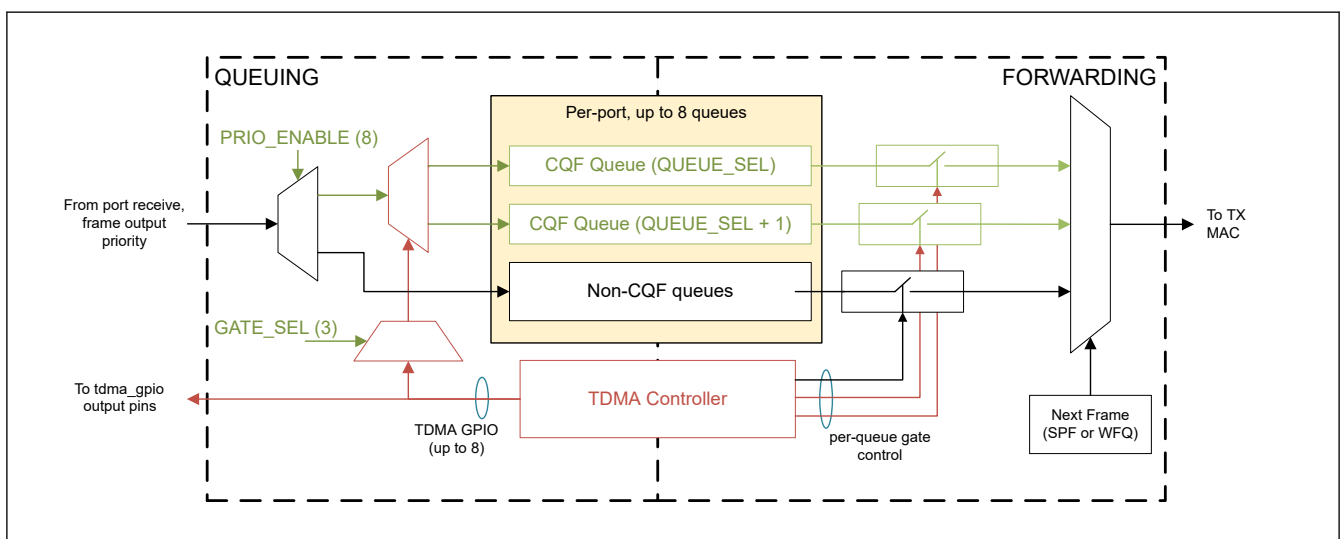 QUEUING
FORWARDING
Per-port, up to 8 queues
PRIO_ENABLE (8)
CQF Queue (QUEUE_SEL)
From port receive,
frame output
priority
CQF Queue (QUEUE_SEL + 1)
To TX
MAC
Non-CQF queues
GATE_SEL (3)
To tdma_gpio
output pins
TDMA Controller
TDMA GPIO
(up to 8)
per-queue gate
control
Next Frame
(SPF or WFQ)